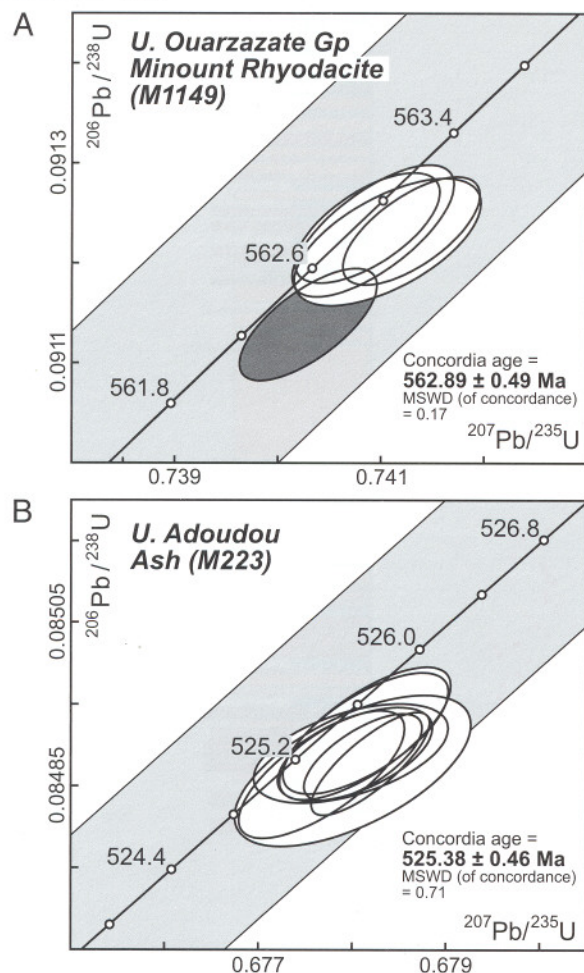 A
U. Ouarzazate Gp
Minount Rhyodacite
(M1149)
206Pb/238U
563.4
0.0913
562.6
0.0911
561.8
Concordia age =
562.89 ± 0.49 Ma
MSWD (of concordance)
= 0.17
207Pb/235U
0.739
0.741
B
U. Adoudou
Ash (M223)
206Pb/238U
526.8
0.08505
526.0
525.2
0.08485
524.4
Concordia age =
525.38 ± 0.46 Ma
MSWD (of concordance)
= 0.71
207Pb/235U
0.677
0.679